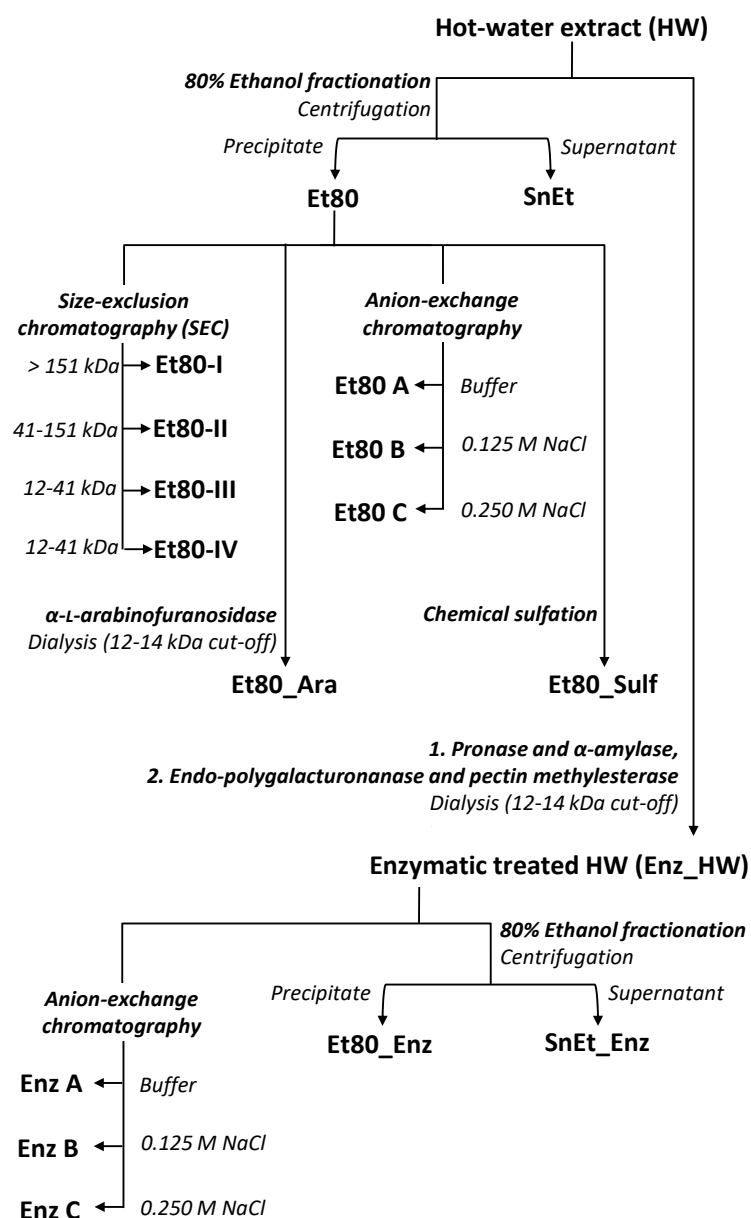 Hot-water extract (HW)
80% Ethanol fractionation
Centrifugation
Precipitate
Supernatant
Et80
SnEt
Size-exclusion
chromatography (SEC)
> 151 kDa
Et80-I
41-151 kDa
Et80-II
12-41 kDa
Et80-III
12-41 kDa
Et80-IV
Anion-exchange
chromatography
Et80 A
Buffer
Et80 B
0.125 M NaCl
Et80 C
0.250 M NaCl
α-L-arabinofuranosidase
Dialysis (12-14 kDa cut-off)
Et80_Ara
Chemical sulfation
Et80_Sulf
1. Pronase and α-amylase,
2. Endo-polygalacturonanase and pectin methylesterase
Dialysis (12-14 kDa cut-off)
Enzymatic treated HW (Enz_HW)
80% Ethanol fractionation
Centrifugation
Precipitate
Supernatant
Et80_Enz
SnEt_Enz
Anion-exchange
chromatography
Enz A
Buffer
Enz B
0.125 M NaCl
Enz C
0.250 M NaCl